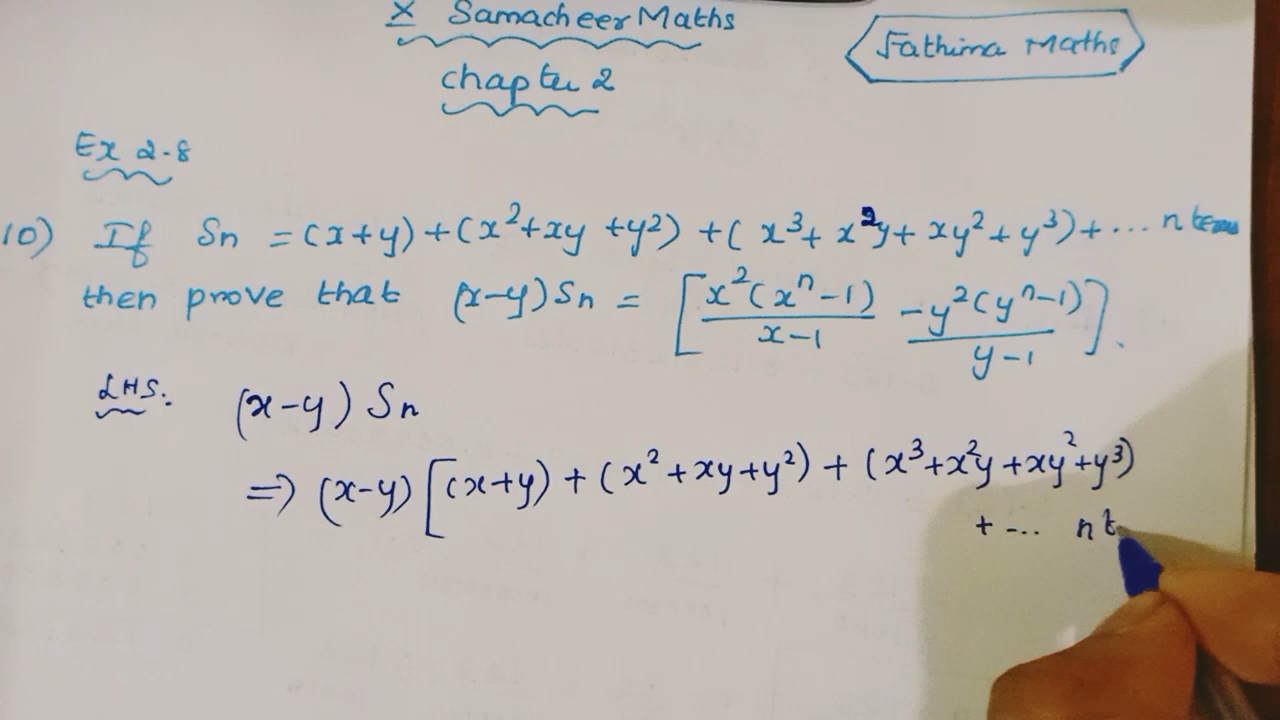 X Samacheer Maths
Fathima Maths
chapter 2
Ex 2.8
10) If Sn = (x+y) + (x²+xy+y²) + (x³+x²y+xy²+y³)+... n terms
then prove that (x-y)Sn = [x²(xⁿ-1)/x-1 - y²(yⁿ-1)/y-1].
LHS. (x-y) Sn
=> (x-y) [(x+y) + (x²+xy+y²) + (x³+x²y+xy²+y³)
+ ... n t